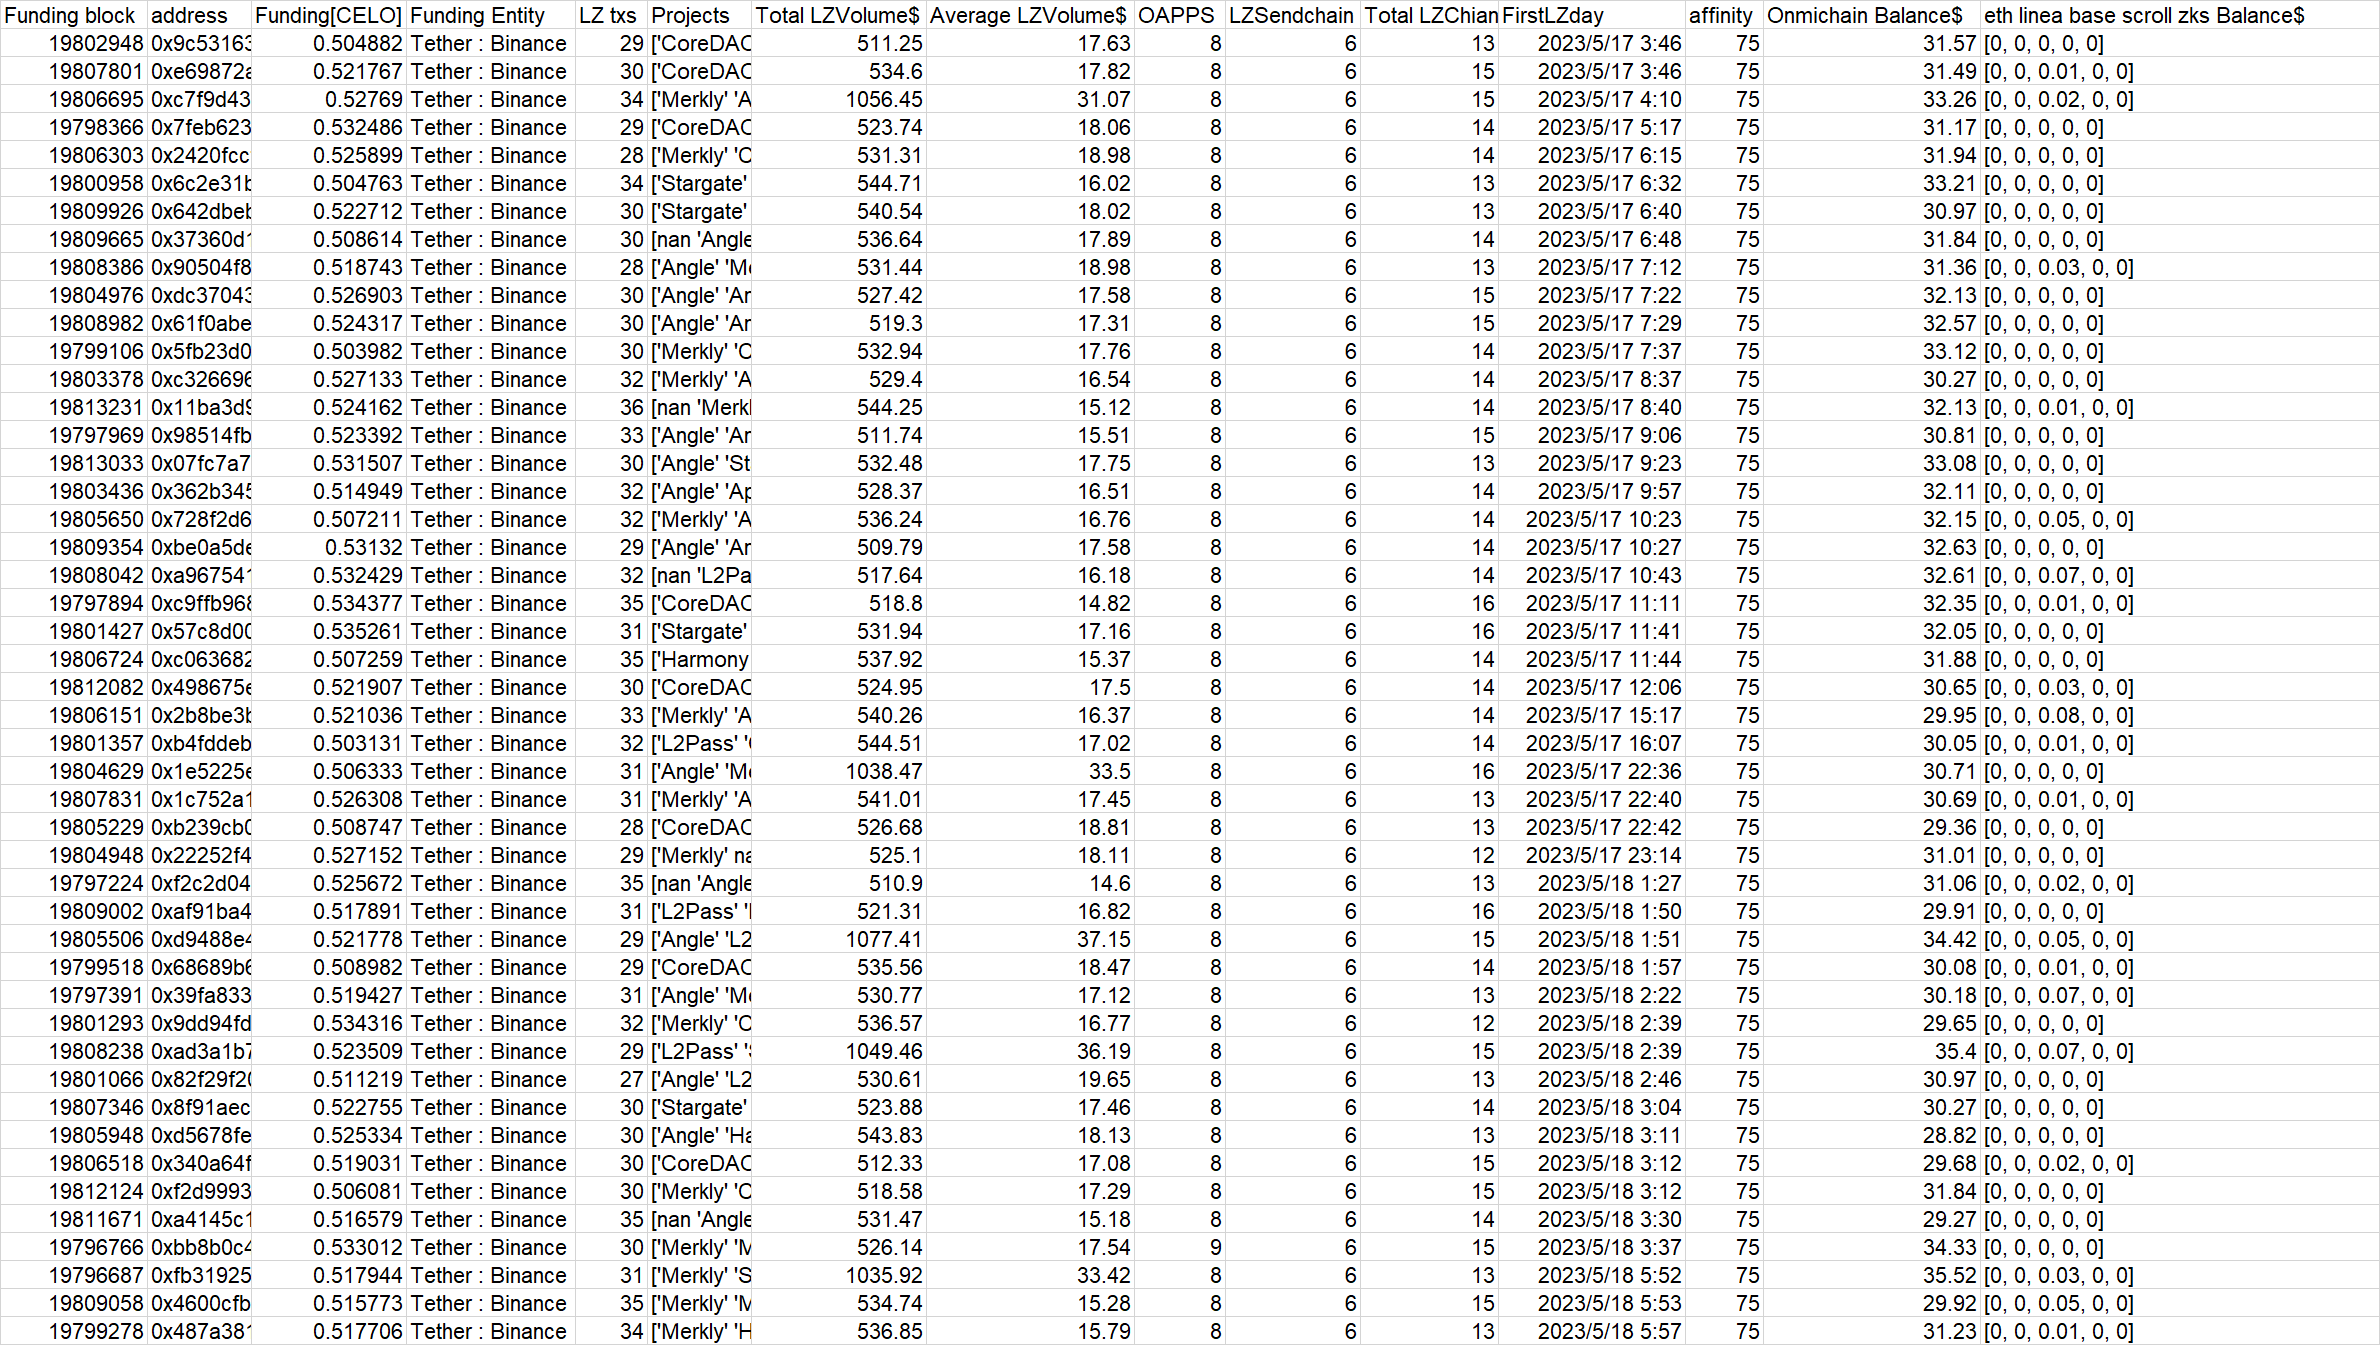 Funding block address Funding[CELO] Funding Entity LZ txs Projects Total LZVolume$ Average LZVolume$ OAPPS LZSendchain Total LZChian FirstLZday affinity Onmichain Balance$ eth linea base scroll zks Balance$
19802948 0x9c53163 0.504882 Tether : Binance 29 ['CoreDAO 511.25 17.63 8 6 13 2023/5/17 3:46 75 31.57 [0, 0, 0, 0, 0]
19807801 0xe69872a 0.521767 Tether : Binance 30 ['CoreDAO 534.6 17.82 8 6 15 2023/5/17 3:46 75 31.49 [0, 0, 0.01, 0, 0]
19806695 0xc7f9d43 0.52769 Tether : Binance 34 ['Merkly' 'A 1056.45 31.07 8 6 15 2023/5/17 4:10 75 33.26 [0, 0, 0.02, 0, 0]
19798366 0x7feb623 0.532486 Tether : Binance 29 ['CoreDAO 523.74 18.06 8 6 14 2023/5/17 5:17 75 31.17 [0, 0, 0, 0, 0]
19806303 0x2420fcc 0.525899 Tether : Binance 28 ['Merkly' 'C 531.31 18.98 8 6 14 2023/5/17 6:15 75 31.94 [0, 0, 0, 0, 0]
19800958 0x6c2e31b 0.504763 Tether : Binance 34 ['Stargate' 544.71 16.02 8 6 13 2023/5/17 6:32 75 33.21 [0, 0, 0, 0, 0]
19809926 0x642dbeb 0.522712 Tether : Binance 30 ['Stargate' 540.54 18.02 8 6 13 2023/5/17 6:40 75 30.97 [0, 0, 0, 0, 0]
19809665 0x37360d1 0.508614 Tether : Binance 30 [nan 'Angle 536.64 17.89 8 6 14 2023/5/17 6:48 75 31.84 [0, 0, 0, 0, 0]
19808386 0x90504f8 0.518743 Tether : Binance 28 ['Angle' 'Me 531.44 18.98 8 6 13 2023/5/17 7:12 75 31.36 [0, 0, 0.03, 0, 0]
19804976 0xdc37043 0.526903 Tether : Binance 30 ['Angle' 'Ar 527.42 17.58 8 6 15 2023/5/17 7:22 75 32.13 [0, 0, 0, 0, 0]
19808982 0x61f0abe 0.524317 Tether : Binance 30 ['Angle' 'Ar 519.3 17.31 8 6 15 2023/5/17 7:29 75 32.57 [0, 0, 0, 0, 0]
19799106 0x5fb23d0 0.503982 Tether : Binance 30 ['Merkly' 'C 532.94 17.76 8 6 14 2023/5/17 7:37 75 33.12 [0, 0, 0, 0, 0]
19803378 0xc326696 0.527133 Tether : Binance 32 ['Merkly' 'A 529.4 16.54 8 6 14 2023/5/17 8:37 75 30.27 [0, 0, 0, 0, 0]
19813231 0x11ba3d9 0.524162 Tether : Binance 36 [nan 'Merkl 544.25 15.12 8 6 14 2023/5/17 8:40 75 32.13 [0, 0, 0.01, 0, 0]
19797969 0x98514fb 0.523392 Tether : Binance 33 ['Angle' 'Ar 511.74 15.51 8 6 15 2023/5/17 9:06 75 30.81 [0, 0, 0, 0, 0]
19813033 0x07fc7a7 0.531507 Tether : Binance 30 ['Angle' 'St 532.48 17.75 8 6 13 2023/5/17 9:23 75 33.08 [0, 0, 0, 0, 0]
19803436 0x362b345 0.514949 Tether : Binance 32 ['Angle' 'Ap 528.37 16.51 8 6 14 2023/5/17 9:57 75 32.11 [0, 0, 0, 0, 0]
19805650 0x728f2d6 0.507211 Tether : Binance 32 ['Merkly' 'A 536.24 16.76 8 6 14 2023/5/17 10:23 75 32.15 [0, 0, 0.05, 0, 0]
19809354 0xbe0a5de 0.53132 Tether : Binance 29 ['Angle' 'Ar 509.79 17.58 8 6 14 2023/5/17 10:27 75 32.63 [0, 0, 0, 0, 0]
19808042 0xa967541 0.532429 Tether : Binance 32 [nan 'L2Pa 517.64 16.18 8 6 14 2023/5/17 10:43 75 32.61 [0, 0, 0.07, 0, 0]
19797894 0xc9ffb968 0.534377 Tether : Binance 35 ['CoreDAO 518.8 14.82 8 6 16 2023/5/17 11:11 75 32.35 [0, 0, 0.01, 0, 0]
19801427 0x57c8d00 0.535261 Tether : Binance 31 ['Stargate' 531.94 17.16 8 6 16 2023/5/17 11:41 75 32.05 [0, 0, 0, 0, 0]
19806724 0xc063682 0.507259 Tether : Binance 35 ['Harmony 537.92 15.37 8 6 14 2023/5/17 11:44 75 31.88 [0, 0, 0, 0, 0]
19812082 0x498675e 0.521907 Tether : Binance 30 ['CoreDAO 524.95 17.5 8 6 14 2023/5/17 12:06 75 30.65 [0, 0, 0.03, 0, 0]
19806151 0x2b8be3b 0.521036 Tether : Binance 33 ['Merkly' 'A 540.26 16.37 8 6 14 2023/5/17 15:17 75 29.95 [0, 0, 0.08, 0, 0]
19801357 0xb4fddeb 0.503131 Tether : Binance 32 ['L2Pass' ' 544.51 17.02 8 6 14 2023/5/17 16:07 75 30.05 [0, 0, 0.01, 0, 0]
19804629 0x1e5225e 0.506333 Tether : Binance 31 ['Angle' 'Me 1038.47 33.5 8 6 16 2023/5/17 22:36 75 30.71 [0, 0, 0, 0, 0]
19807831 0x1c752a1 0.526308 Tether : Binance 31 ['Merkly' 'A 541.01 17.45 8 6 13 2023/5/17 22:40 75 30.69 [0, 0, 0.01, 0, 0]
19805229 0xb239cb0 0.508747 Tether : Binance 28 ['CoreDAO 526.68 18.81 8 6 13 2023/5/17 22:42 75 29.36 [0, 0, 0, 0, 0]
19804948 0x22252f4 0.527152 Tether : Binance 29 ['Merkly' na 525.1 18.11 8 6 12 2023/5/17 23:14 75 31.01 [0, 0, 0, 0, 0]
19797224 0xf2c2d04 0.525672 Tether : Binance 35 [nan 'Angle 510.9 14.6 8 6 13 2023/5/18 1:27 75 31.06 [0, 0, 0.02, 0, 0]
19809002 0xaf91ba4 0.517891 Tether : Binance 31 ['L2Pass' ' 521.31 16.82 8 6 16 2023/5/18 1:50 75 29.91 [0, 0, 0, 0, 0]
19805506 0xd9488e4 0.521778 Tether : Binance 29 ['Angle' 'L2 1077.41 37.15 8 6 15 2023/5/18 1:51 75 34.42 [0, 0, 0.05, 0, 0]
19799518 0x68689b6 0.508982 Tether : Binance 29 ['CoreDAO 535.56 18.47 8 6 14 2023/5/18 1:57 75 30.08 [0, 0, 0.01, 0, 0]
19797391 0x39fa833 0.519427 Tether : Binance 31 ['Angle' 'Me 530.77 17.12 8 6 13 2023/5/18 2:22 75 30.18 [0, 0, 0.07, 0, 0]
19801293 0x9dd94fd 0.534316 Tether : Binance 32 ['Merkly' 'C 536.57 16.77 8 6 12 2023/5/18 2:39 75 29.65 [0, 0, 0, 0, 0]
19808238 0xad3a1b7 0.523509 Tether : Binance 29 ['L2Pass' 'S 1049.46 36.19 8 6 15 2023/5/18 2:39 75 35.4 [0, 0, 0.07, 0, 0]
19801066 0x82f29f20 0.511219 Tether : Binance 27 ['Angle' 'L2 530.61 19.65 8 6 13 2023/5/18 2:46 75 30.97 [0, 0, 0, 0, 0]
19807346 0x8f91aec 0.522755 Tether : Binance 30 ['Stargate' 523.88 17.46 8 6 14 2023/5/18 3:04 75 30.27 [0, 0, 0, 0, 0]
19805948 0xd5678fe 0.525334 Tether : Binance 30 ['Angle' 'Ha 543.83 18.13 8 6 13 2023/5/18 3:11 75 28.82 [0, 0, 0, 0, 0]
19806518 0x340a64f 0.519031 Tether : Binance 30 ['CoreDAO 512.33 17.08 8 6 15 2023/5/18 3:12 75 29.68 [0, 0, 0.02, 0, 0]
19812124 0xf2d9993 0.506081 Tether : Binance 30 ['Merkly' 'C 518.58 17.29 8 6 15 2023/5/18 3:12 75 31.84 [0, 0, 0, 0, 0]
19811671 0xa4145c1 0.516579 Tether : Binance 35 [nan 'Angle 531.47 15.18 8 6 14 2023/5/18 3:30 75 29.27 [0, 0, 0, 0, 0]
19796766 0xbb8b0c4 0.533012 Tether : Binance 30 ['Merkly' 'M 526.14 17.54 9 6 15 2023/5/18 3:37 75 34.33 [0, 0, 0, 0, 0]
19796687 0xfb31925 0.517944 Tether : Binance 31 ['Merkly' 'S 1035.92 33.42 8 6 13 2023/5/18 5:52 75 35.52 [0, 0, 0.03, 0, 0]
19809058 0x4600cfb 0.515773 Tether : Binance 35 ['Merkly' 'M 534.74 15.28 8 6 15 2023/5/18 5:53 75 29.92 [0, 0, 0.05, 0, 0]
19799278 0x487a381 0.517706 Tether : Binance 34 ['Merkly' 'H 536.85 15.79 8 6 13 2023/5/18 5:57 75 31.23 [0, 0, 0.01, 0, 0]